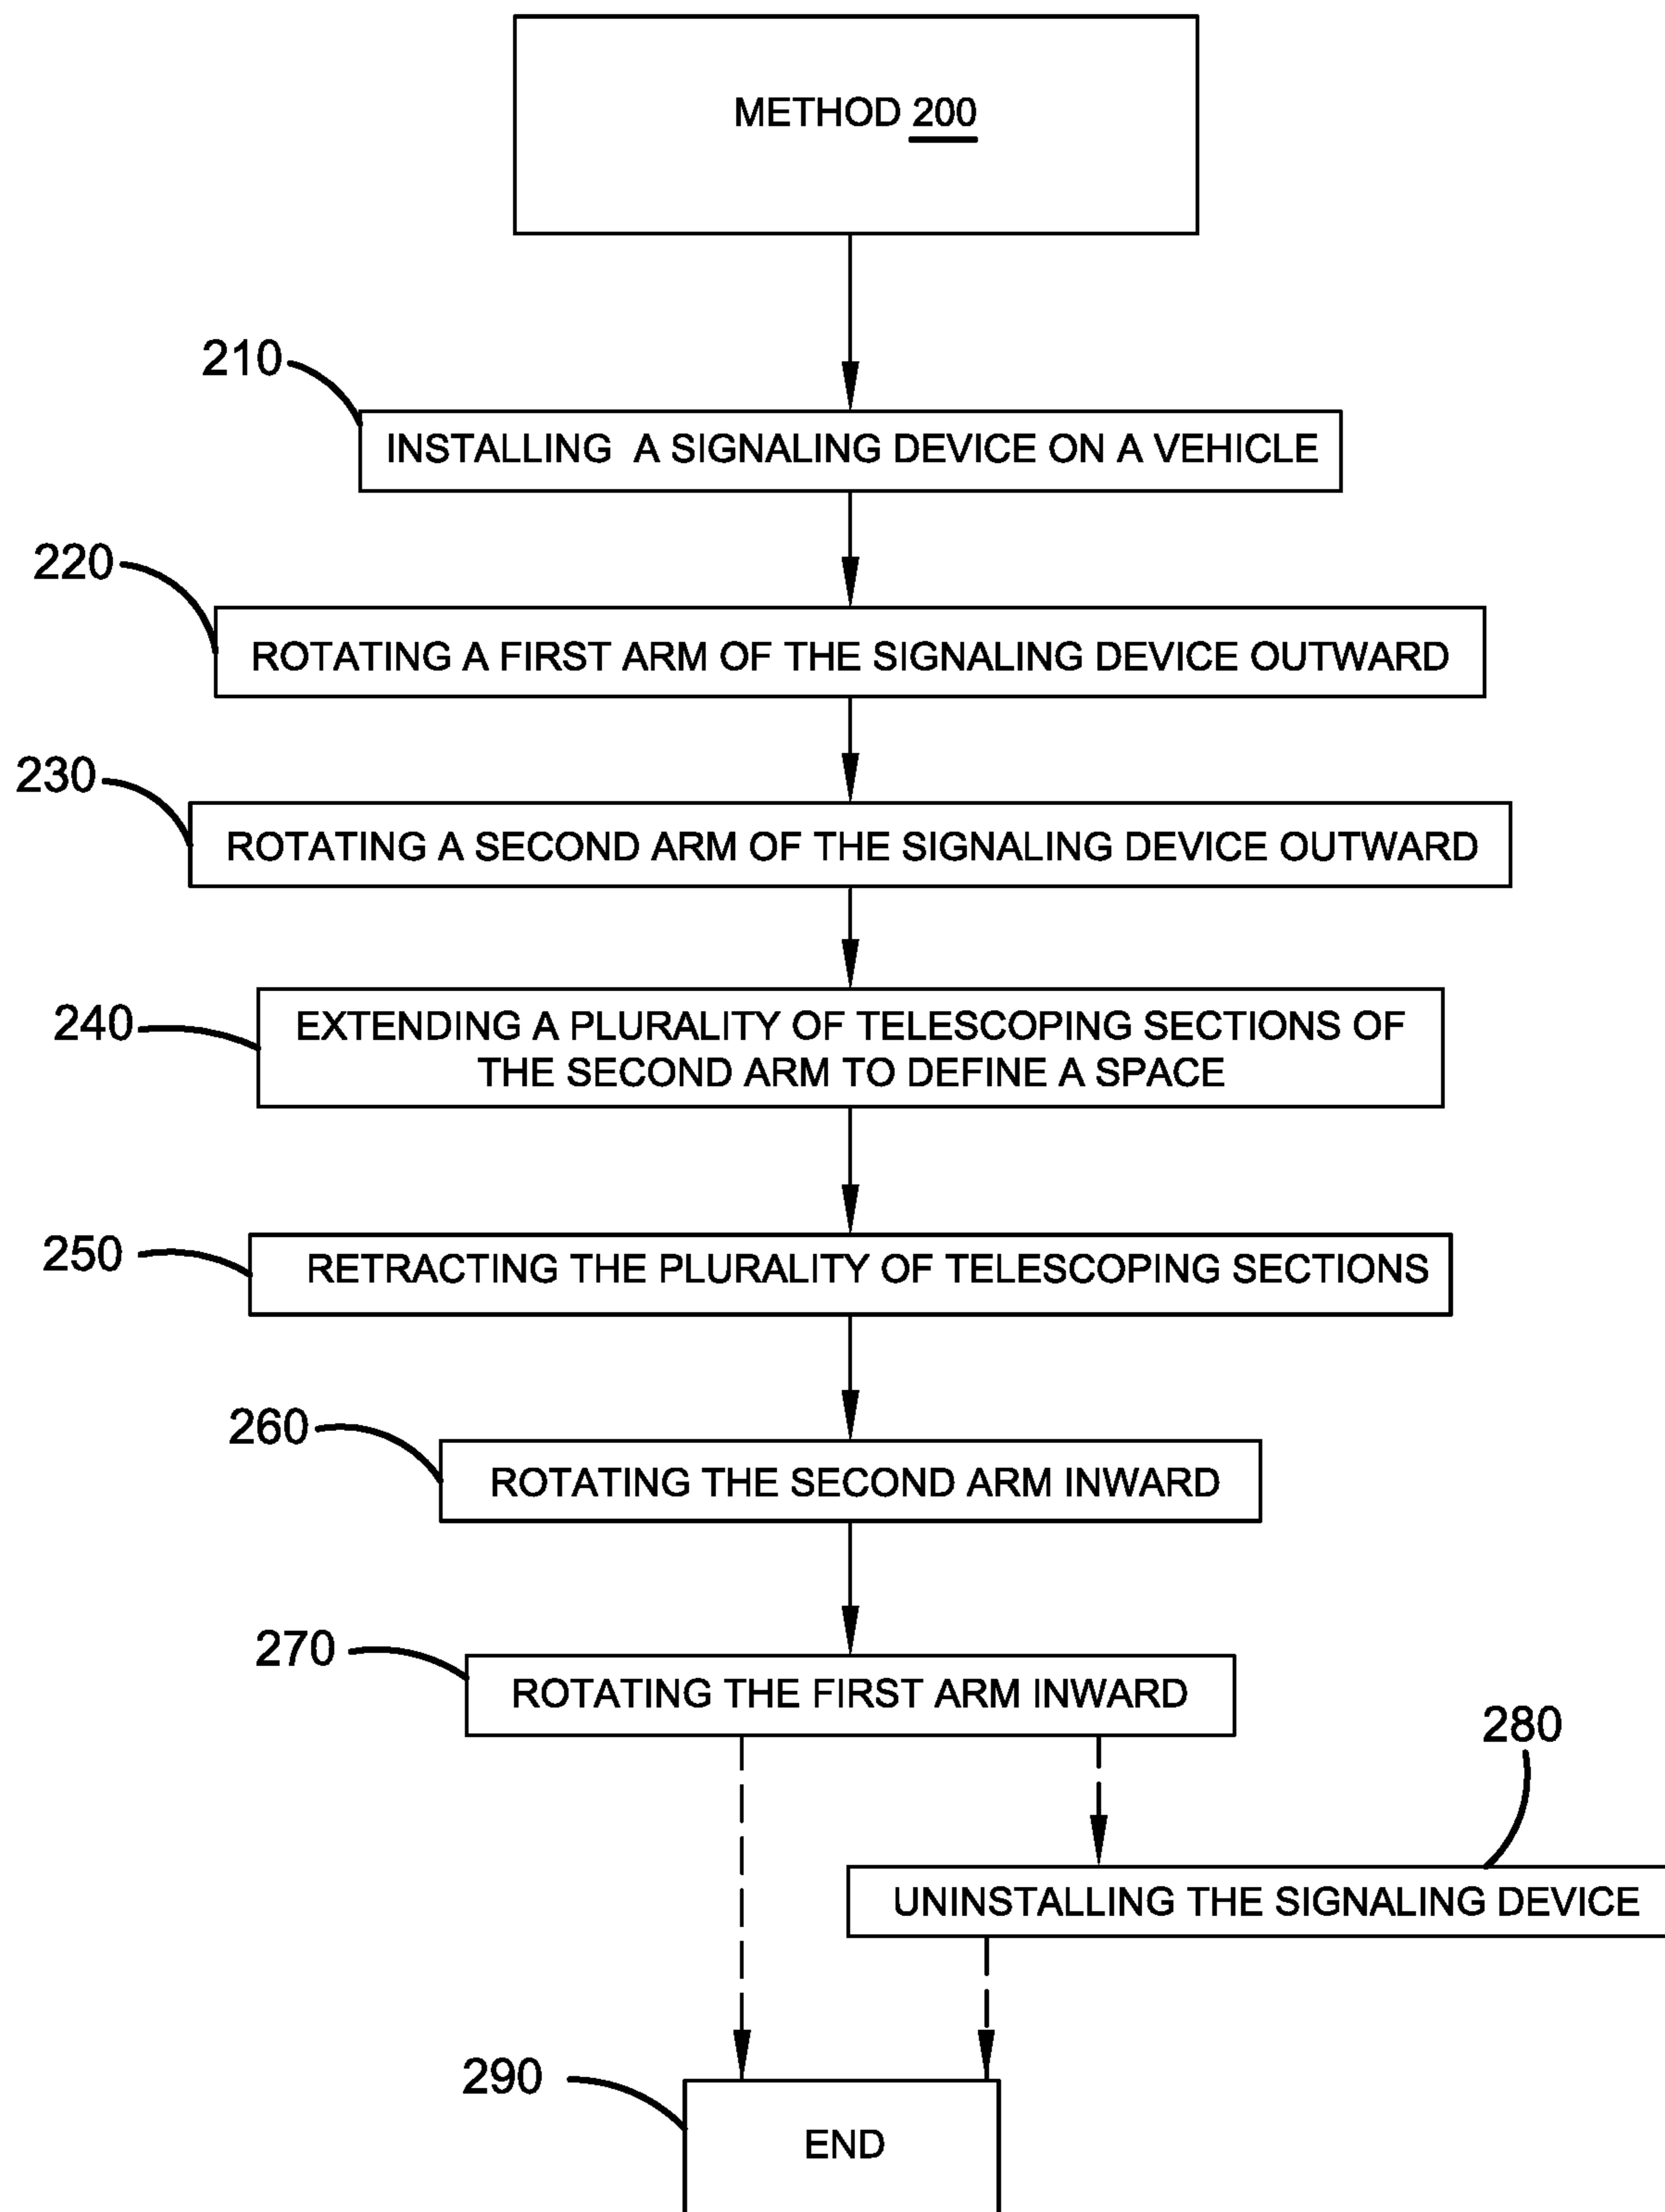 METHOD 200
210
INSTALLING A SIGNALING DEVICE ON A VEHICLE
220
ROTATING A FIRST ARM OF THE SIGNALING DEVICE OUTWARD
230
ROTATING A SECOND ARM OF THE SIGNALING DEVICE OUTWARD
240
EXTENDING A PLURALITY OF TELESCOPING SECTIONS OF
THE SECOND ARM TO DEFINE A SPACE
250
RETRACTING THE PLURALITY OF TELESCOPING SECTIONS
260
ROTATING THE SECOND ARM INWARD
270
ROTATING THE FIRST ARM INWARD
280
UNINSTALLING THE SIGNALING DEVICE
290
END